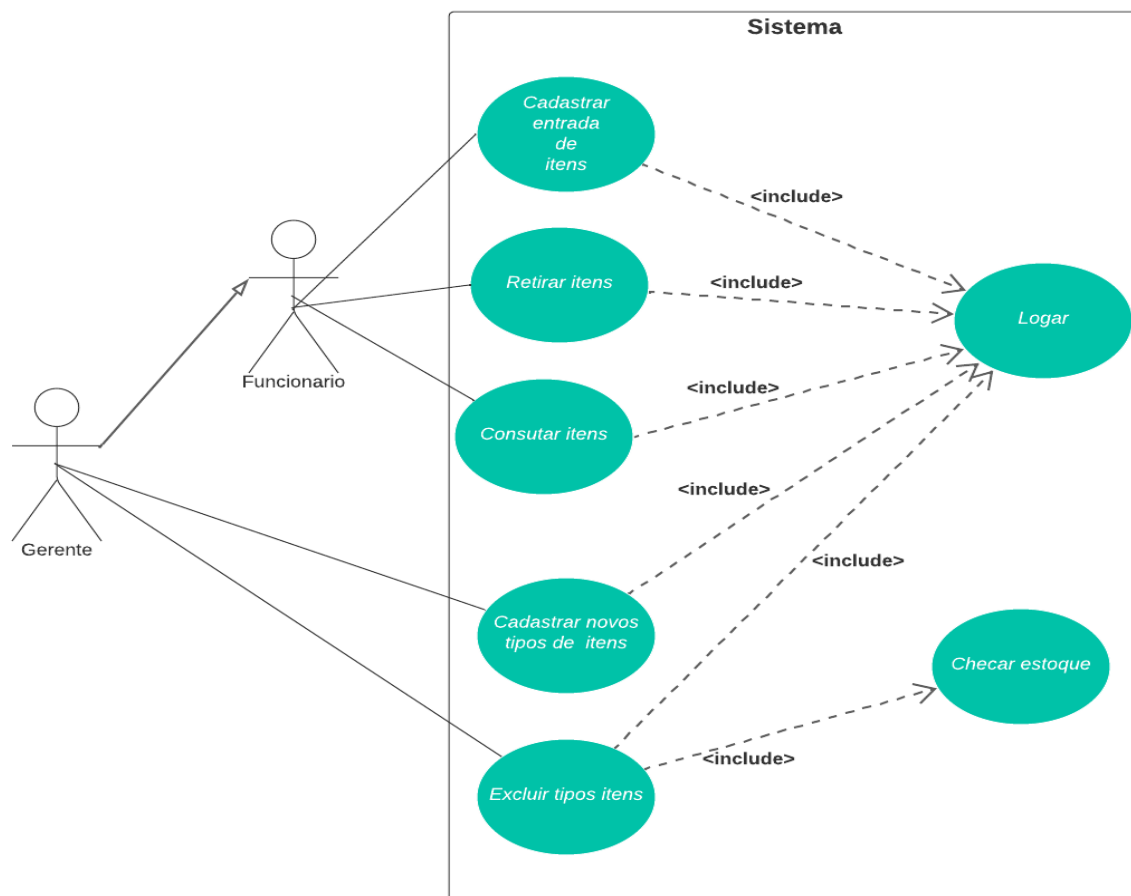 Sistema
Cadastrar
entrada
de
itens
<include>
Retirar itens
<include>
Logar
Funcionario
Consutar itens
<include>
<include>
Gerente
<include>
Cadastrar novos
tipos de itens
Checar estoque
<include>
Excluir tipos itens